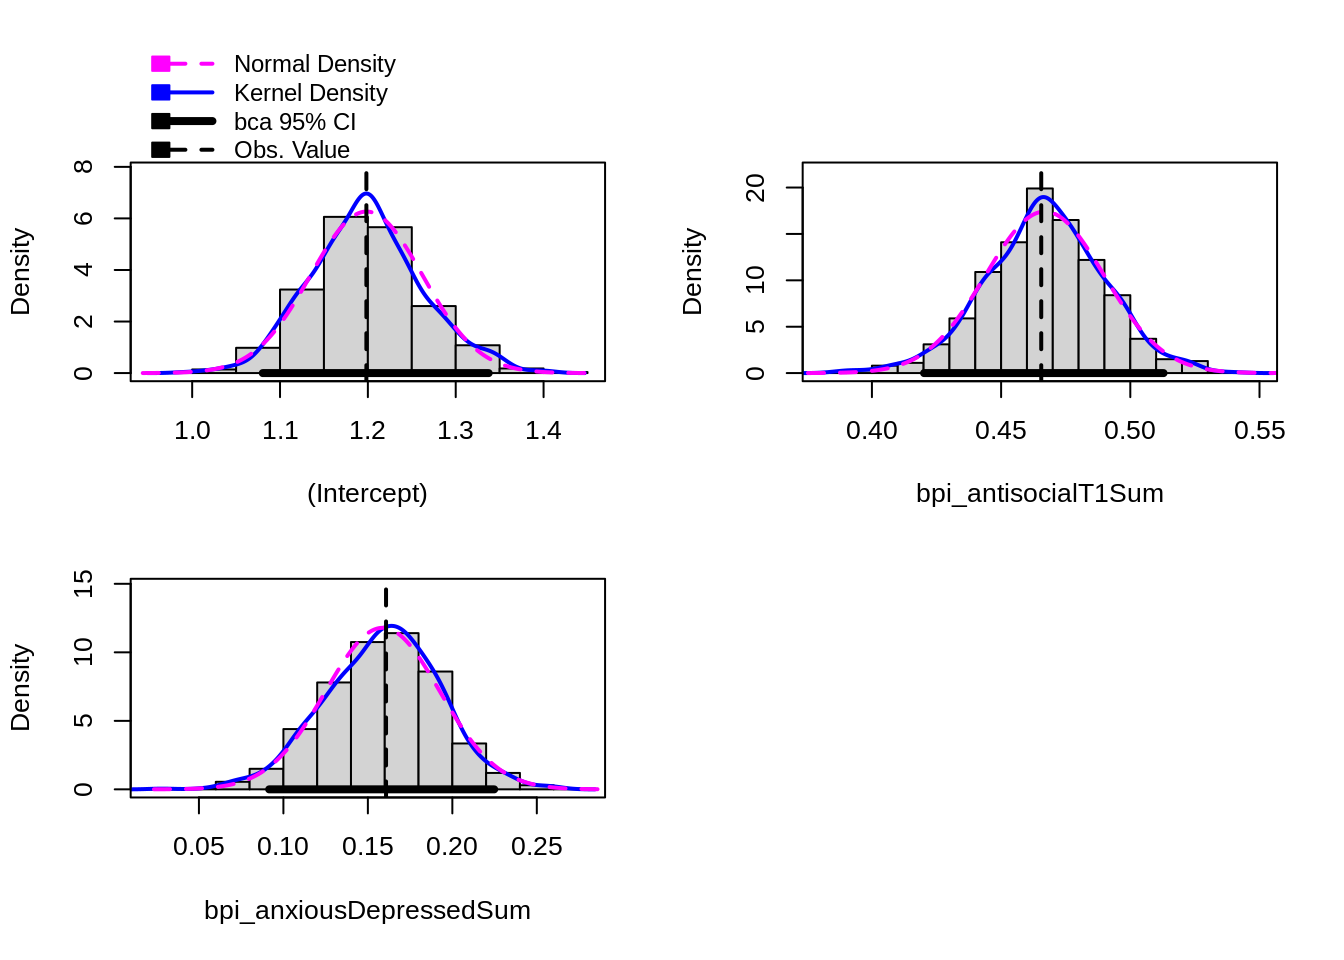 Normal Density
Kernel Density
bca 95% CI
Obs. Value
Density
0 2 4 6 8
1.0 1.1 1.2 1.3 1.4
(Intercept)
Density
0 5 10 20
0.40 0.45 0.50 0.55
bpi_antisocialT1Sum
Density
0 5 10 15
0.05 0.10 0.15 0.20 0.25
bpi_anxiousDepressedSum